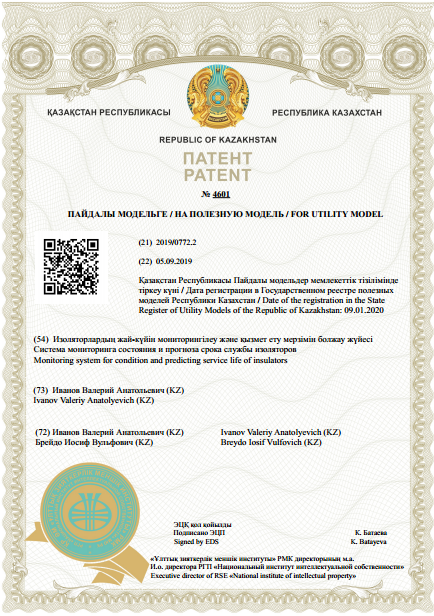 ҚАЗАҚСТАН РЕСПУБЛИКАСЫ
РЕСПУБЛИКА КАЗАХСТАН
REPUBLIC OF KAZAKHSTAN
ПАТЕНТ
PATENT
№ 4601
ПАЙДАЛЫ МОДЕЛЬГЕ / НА ПОЛЕЗНУЮ МОДЕЛЬ / FOR UTILITY MODEL
(21) 2019/0772.2
(22) 05.09.2019
Қазақстан Республикасы Пайдалы модельдер мемлекеттік тізілімінде
тіркеу күні / Дата регистрации в Государственном реестре полезных
моделей Республики Казахстан / Date of the registration in the State
Register of Utility Models of the Republic of Kazakhstan: 09.01.2020
(54) Изоляторлардың жай-күйін мониторингілеу және қызмет ету мерзімін болжау жүйесі
Система мониторинга состояния и прогноза срока службы изоляторов
Monitoring system for condition and predicting service life of insulators
(73) Иванов Валерий Анатольевич (KZ)
Ivanov Valeriy Anatolyevich (KZ)
(72) Иванов Валерий Анатольевич (KZ)
Брейдо Иосиф Вульфович (KZ)
Ivanov Valeriy Anatolyevich (KZ)
Breydo Iosif Vulfovich (KZ)
ЭЦҚ қол қойылды
Подписано ЭЦП
Signed by EDS
К. Батаева
K. Batayeva
«Ұлттық зияткерлік меншік институты» РМК директорының м.а.
И.о. директора РГП «Национальный институт интеллектуальной собственности»
Executive director of RSE «National institute of intellectual property»